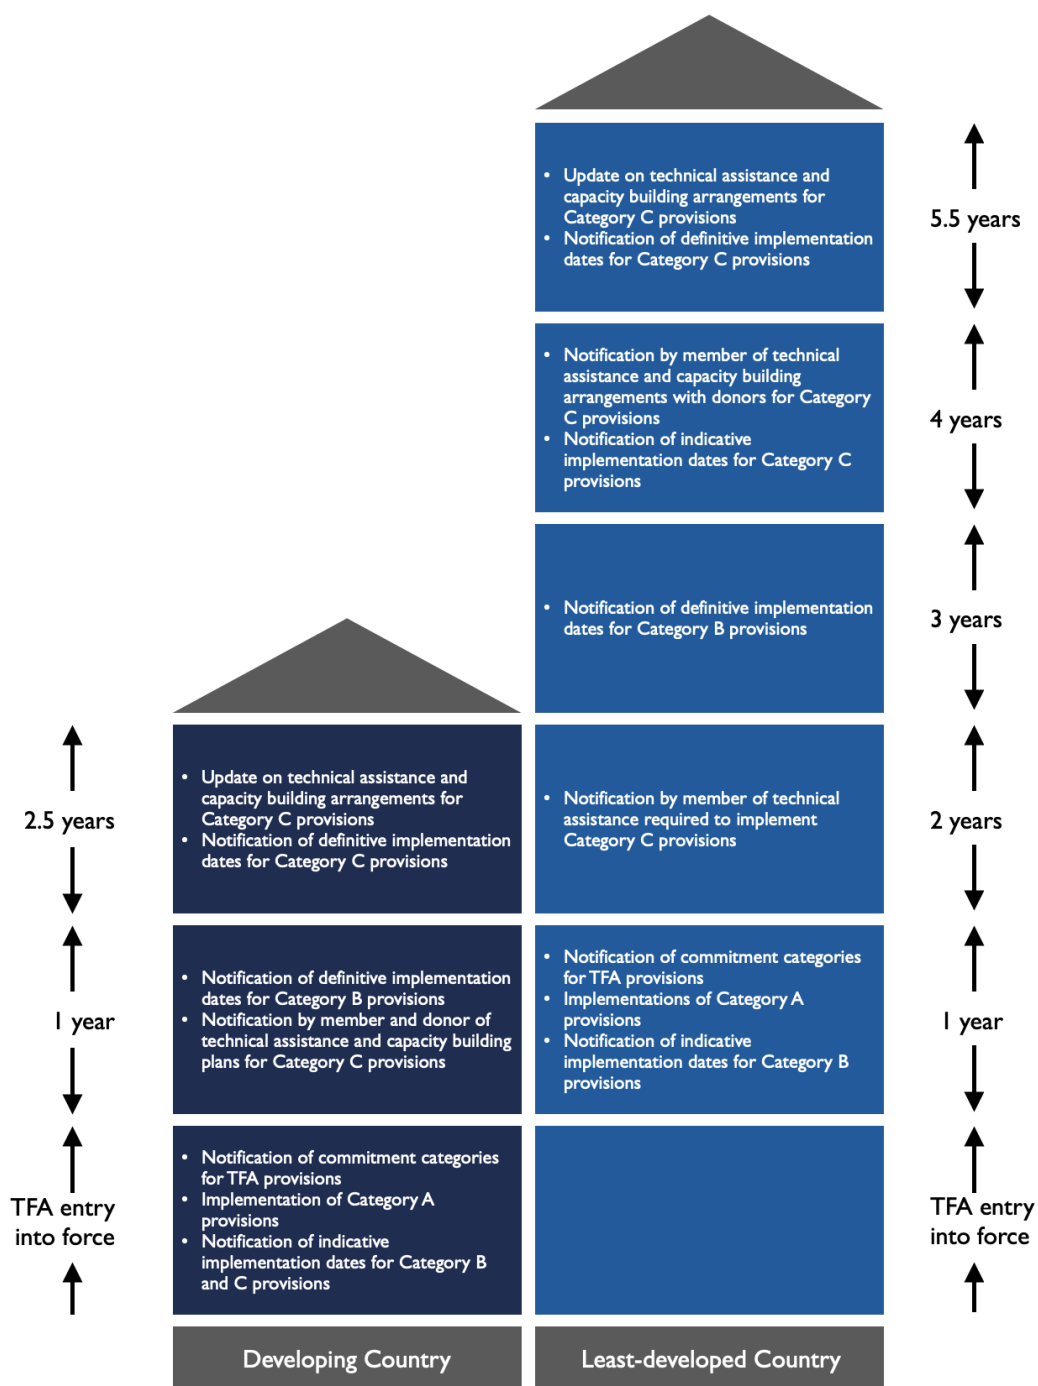 • Update on technical assistance and
capacity building arrangements for
Category C provisions
• Notification of definitive implementation
dates for Category C provisions
5.5 years
• Notification by member of technical
assistance and capacity building
arrangements with donors for Category
C provisions
• Notification of indicative
implementation dates for Category C
provisions
4 years
• Notification of definitive implementation
dates for Category B provisions
3 years
2.5 years
• Update on technical assistance and
capacity building arrangements for
Category C provisions
• Notification of definitive implementation
dates for Category C provisions
• Notification by member of technical
assistance required to implement
Category C provisions
2 years
1 year
• Notification of definitive implementation
dates for Category B provisions
• Notification by member and donor of
technical assistance and capacity building
plans for Category C provisions
• Notification of commitment categories
for TFA provisions
• Implementations of Category A
provisions
• Notification of indicative
implementation dates for Category B
provisions
1 year
TFA entry
into force
• Notification of commitment categories
for TFA provisions
• Implementation of Category A
provisions
• Notification of indicative
implementation dates for Category B
and C provisions
TFA entry
into force
Developing Country
Least-developed Country